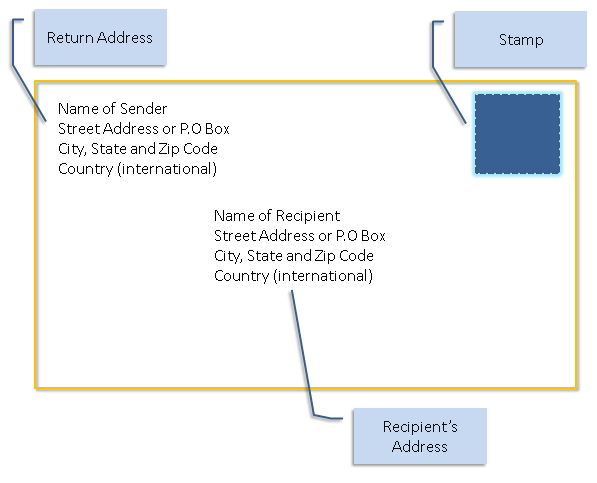 Return Address
Stamp
Name of Sender
Street Address or P.O Box
City, State and Zip Code
Country (international)
Name of Recipient
Street Address or P.O Box
City, State and Zip Code
Country (international)
Recipient's
Address